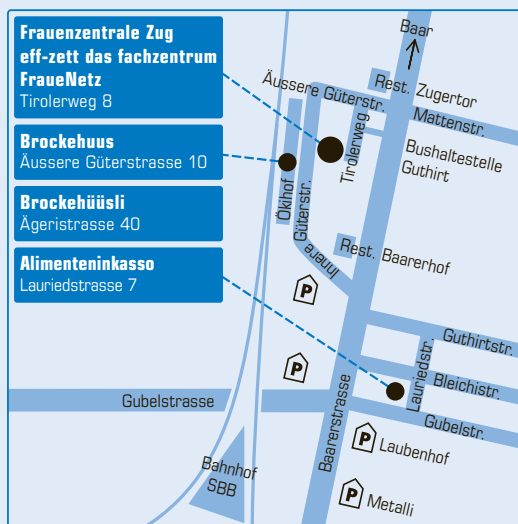 Frauenzentrale Zug
eff-zett das fachzentrum
FraueNetz
Tirolerweg 8
Brockehuus
Äussere Güterstrasse 10
Brockehüüsli
Ägeristrasse 40
Alimenteninkasso
Lauriedstrasse 7
Baar
Rest. Zugertor
Äussere Güterstr.
Mattenstr.
Tirolerweg
Bushaltestelle
Guthirt
Ökihof
Güterstr.
Innere
Rest. Baarerhof
P
Guthirtstr.
P
Lauriedstr.
Bleichistr.
Gubelstrasse
Baarerstrasse
Gubelstr.
P
Laubenhof
Bahnhof
SBB
P
Metalli